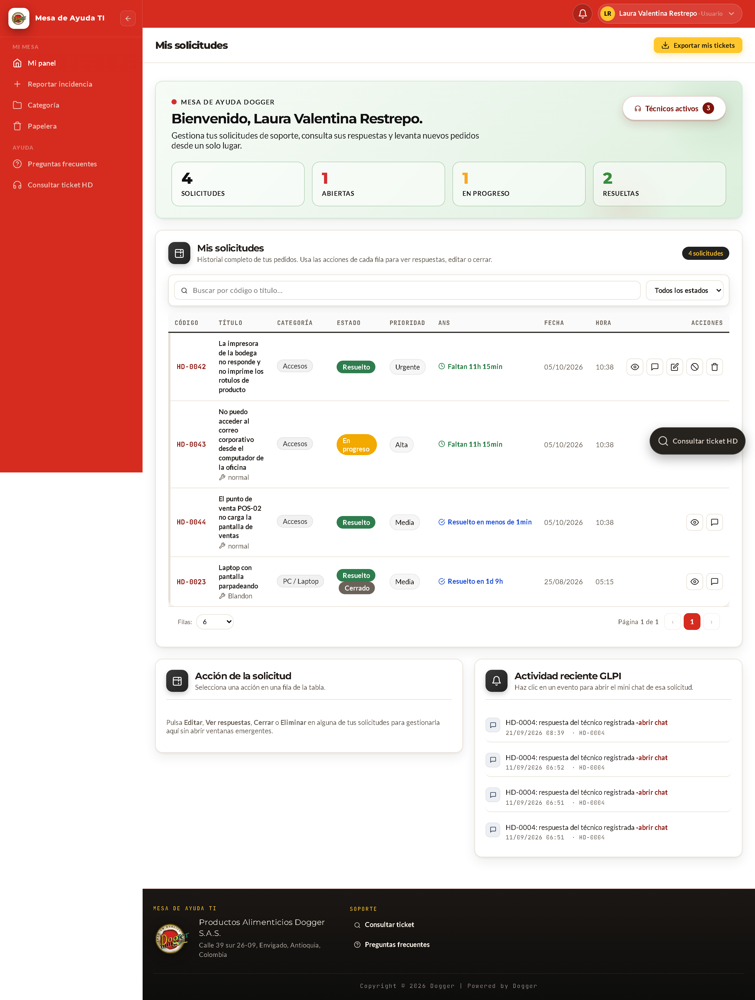 Mesa de Ayuda TI
MI MESA
Mi panel
Reportar incidencia
Categoría
Papelera
AYUDA
Preguntas frecuentes
Consultar ticket HD
LR Laura Valentina Restrepo · Usuario
Mis solicitudes
Exportar mis tickets
MESA DE AYUDA DOGGER
Bienvenido, Laura Valentina Restrepo.
Gestiona tus solicitudes de soporte, consulta sus respuestas y levanta nuevos pedidos
desde un solo lugar.
Técnicos activos 3
4
SOLICITUDES
1
ABIERTAS
1
EN PROGRESO
2
RESUELTAS
Mis solicitudes
Historial completo de tus pedidos. Usa las acciones de cada fila para ver respuestas, editar o cerrar.
4 solicitudes
Buscar por código o título...
Todos los estados
CÓDIGO TÍTULO CATEGORÍA ESTADO PRIORIDAD ANS FECHA HORA ACCIONES
La impresora
de la bodega
no responde y
no imprime los
rotulos de
producto
HD-0042 Accesos Resuelto Urgente Faltan 11h 15min 05/10/2026 10:38
No puedo
acceder al
correo
corporativo
desde el
computador de
la oficina
normal
HD-0043 Accesos En
progreso Alta Faltan 11h 15min 05/10/2026 10:38
Consultar ticket HD
El punto de
venta POS-02
no carga la
pantalla de
ventas
normal
HD-0044 Accesos Resuelto Media Resuelto en menos de 1min 05/10/2026 10:38
Laptop con
pantalla
parpadeando
Blandon
HD-0023 PC / Laptop Resuelto
Cerrado Media Resuelto en 1d 9h 25/08/2026 05:15
Filas: 6
Página 1 de 1 ‹ 1 ›
Acción de la solicitud
Selecciona una acción en una fila de la tabla.
Pulsa Editar, Ver respuestas, Cerrar o Eliminar en alguna de tus solicitudes para gestionarla
aquí sin abrir ventanas emergentes.
Actividad reciente GLPI
Haz clic en un evento para abrir el mini chat de esa solicitud.
HD-0004: respuesta del técnico registrada ·abrir chat
21/09/2026 08:39 · HD-0004
HD-0004: respuesta del técnico registrada ·abrir chat
11/09/2026 06:52 · HD-0004
HD-0004: respuesta del técnico registrada ·abrir chat
11/09/2026 06:51 · HD-0004
HD-0004: respuesta del técnico registrada ·abrir chat
11/09/2026 06:51 · HD-0004
MESA DE AYUDA TI
Dogger
Productos Alimenticios Dogger
S.A.S.
Calle 39 sur 26-09, Envigado, Antioquia,
Colombia
SOPORTE
Consultar ticket
Preguntas frecuentes
Copyright © 2026 Dogger | Powered by Dogger